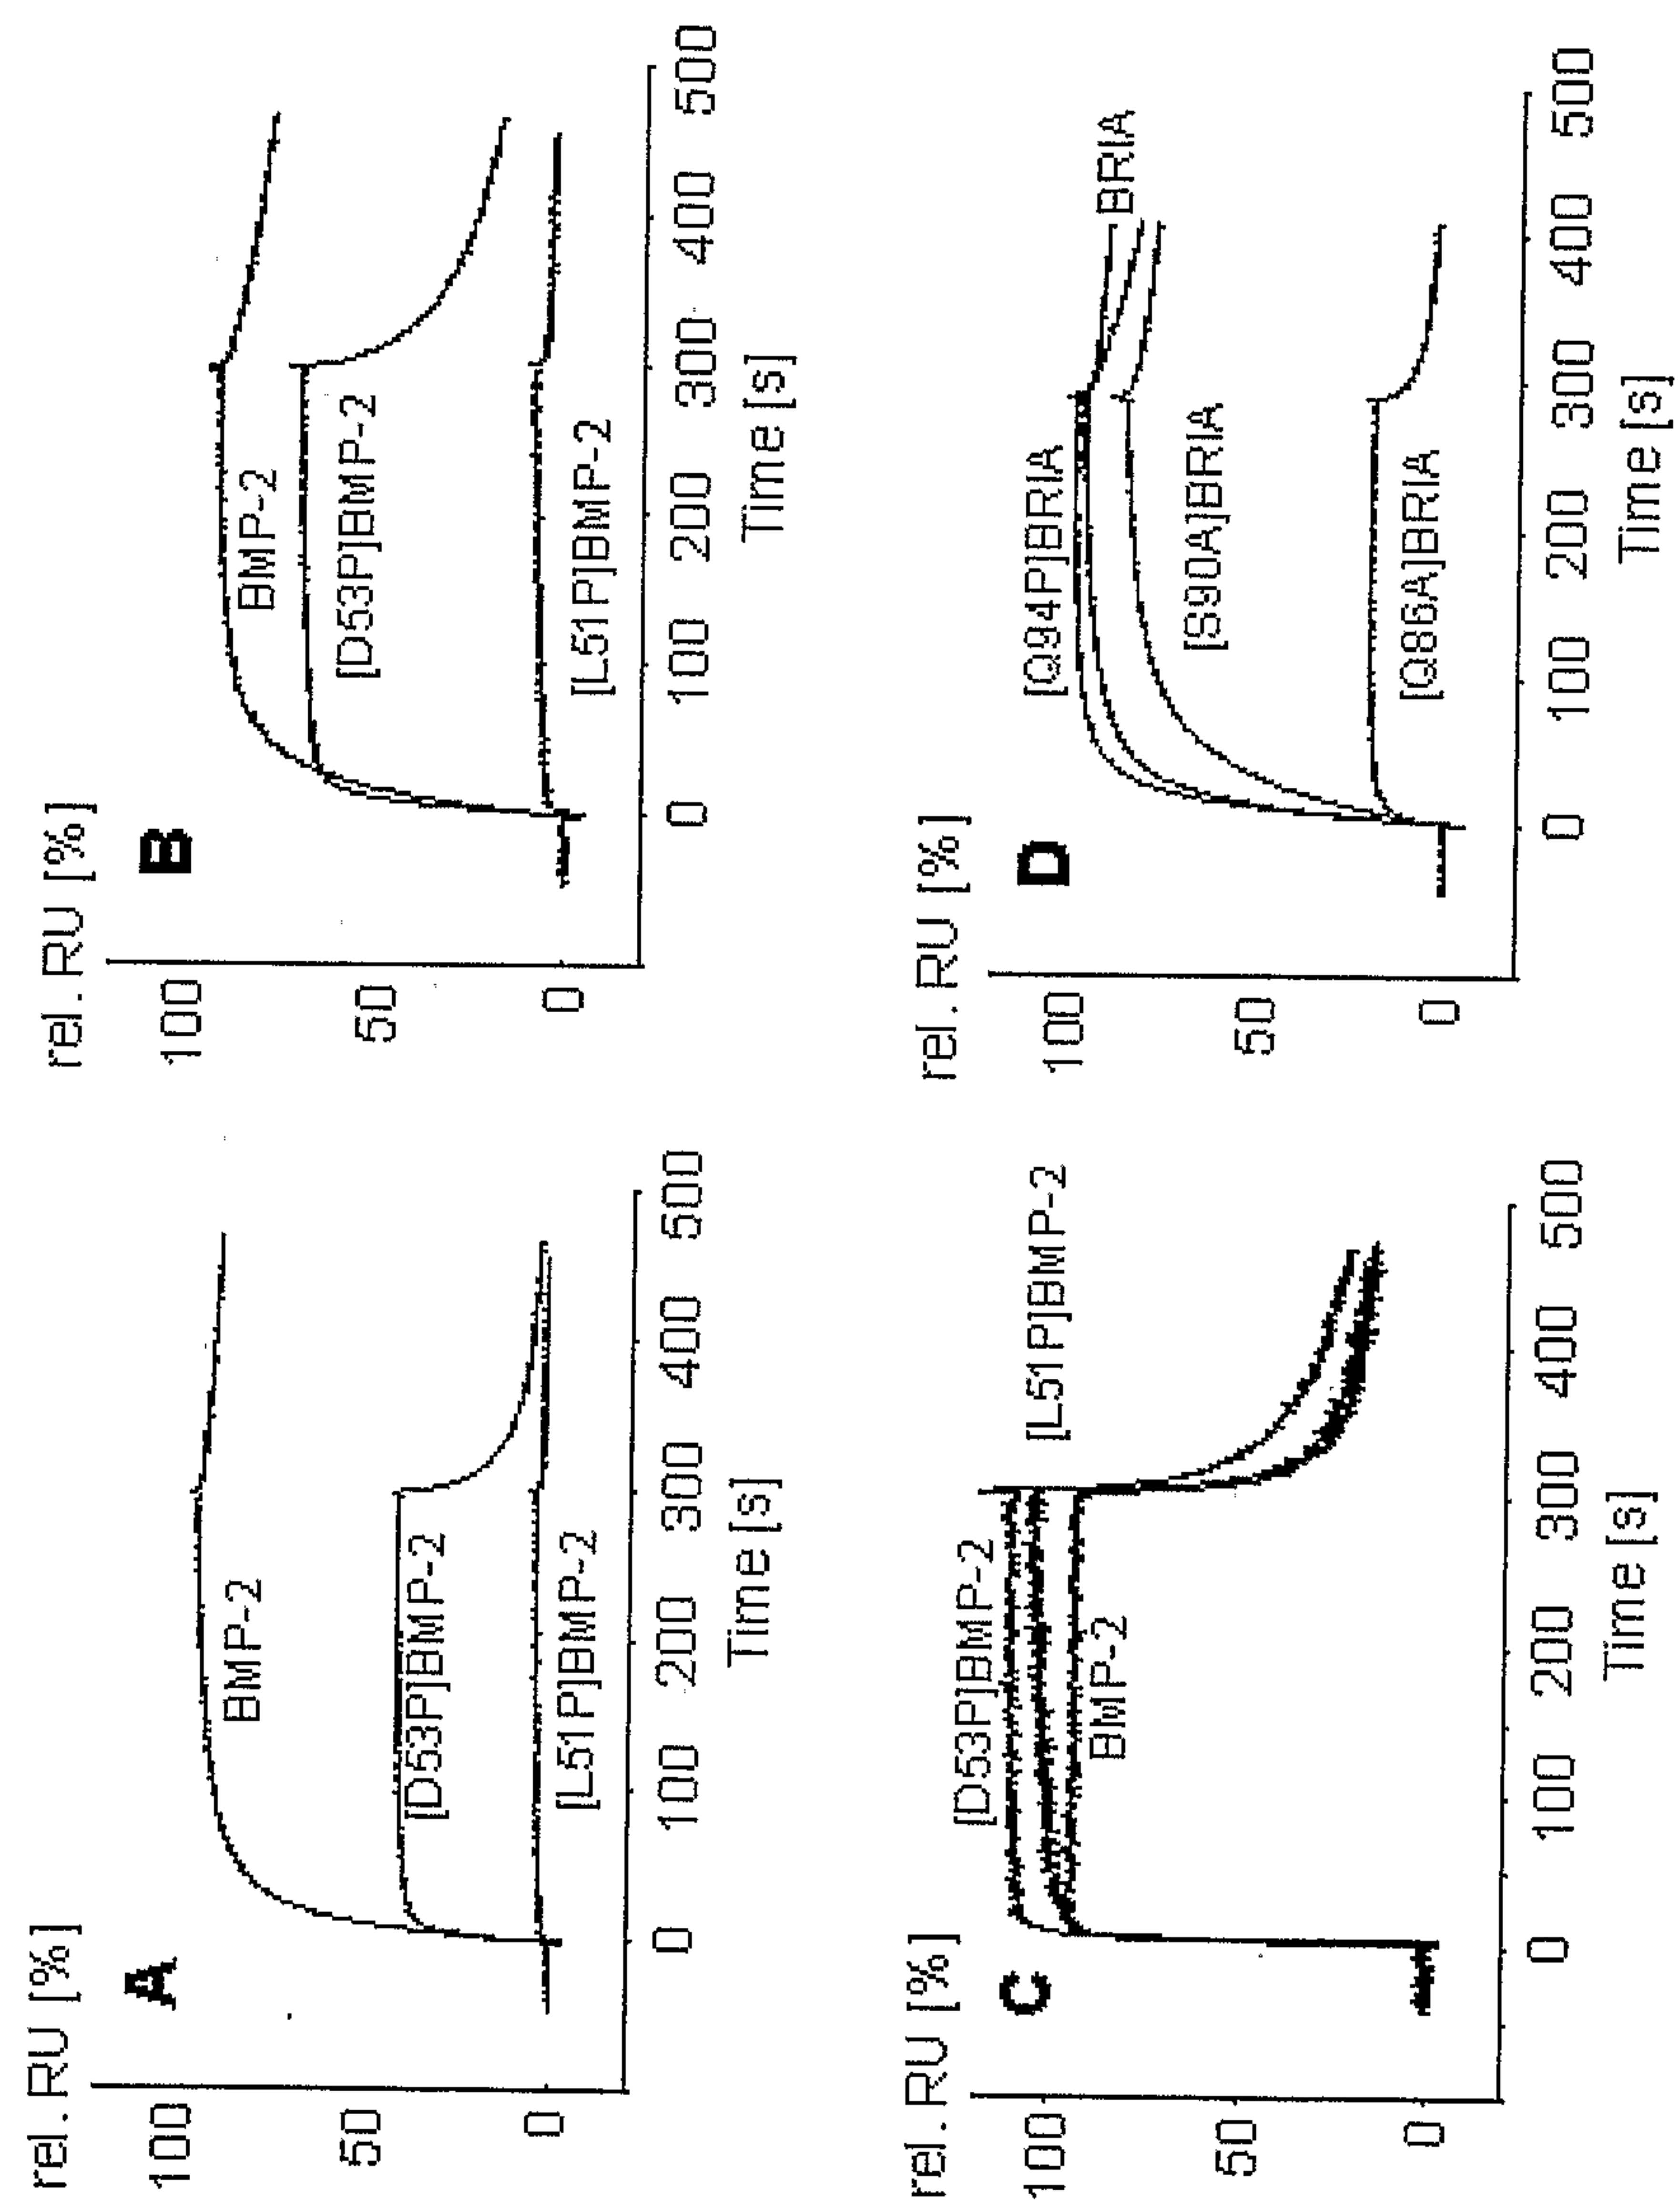 rel. RU [%]
A
100
50
0
BMP-2
[D53P]BMP-2
[L51P]BMP-2
0 100 200 300 400 500
Time [s]
rel. RU [%]
B
100
50
0
BMP-2
[D53P]BMP-2
[L51P]BMP-2
0 100 200 300 400 500
Time [s]
rel. RU [%]
C
100
50
0
[D53P]BMP-2
[L51P]BMP-2
BMP-2
0 100 200 300 400 500
Time [s]
rel. RU [%]
D
100
50
0
[Q94P]BRIA
BRIA
[S90A]BRIA
[Q86A]BRIA
0 100 200 300 400 500
Time [s]